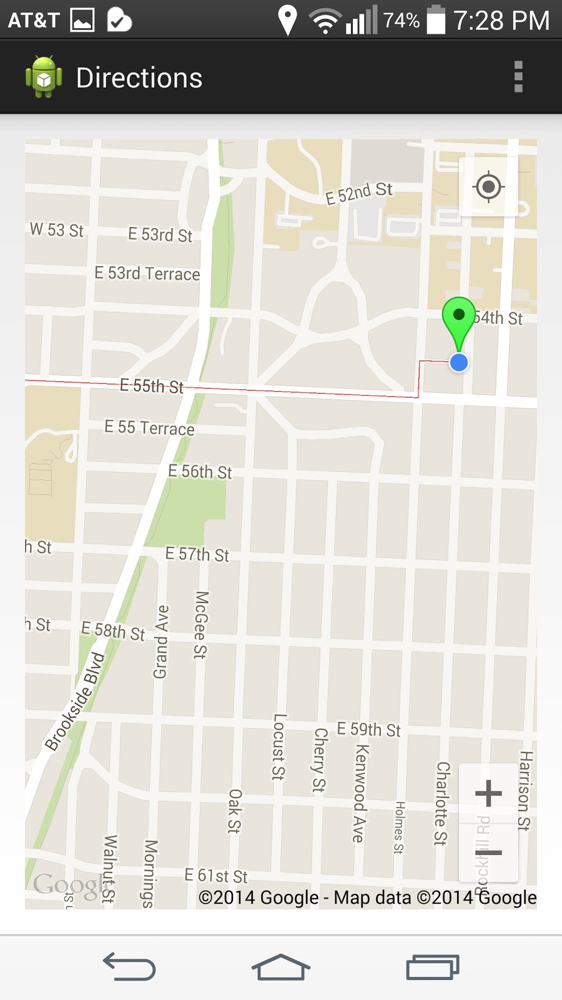 AT&T 74% 7:28 PM
Directions
E 52nd St
W 53 St
E 53rd St
E 53rd Terrace
54th St
E 55th St
E 55 Terrace
E 56th St
h St
E 57th St
McGee St
Grand Ave
h St
E 58th St
Brookside Blvd
Locust St
E 59th St
Cherry St
Kenwood Ave
Harrison St
Charlotte St
Oak St
Holmes St
Rockhill Rd
Walnut St
Mornings
E 61st St
Google
©2014 Google - Map data ©2014 Google